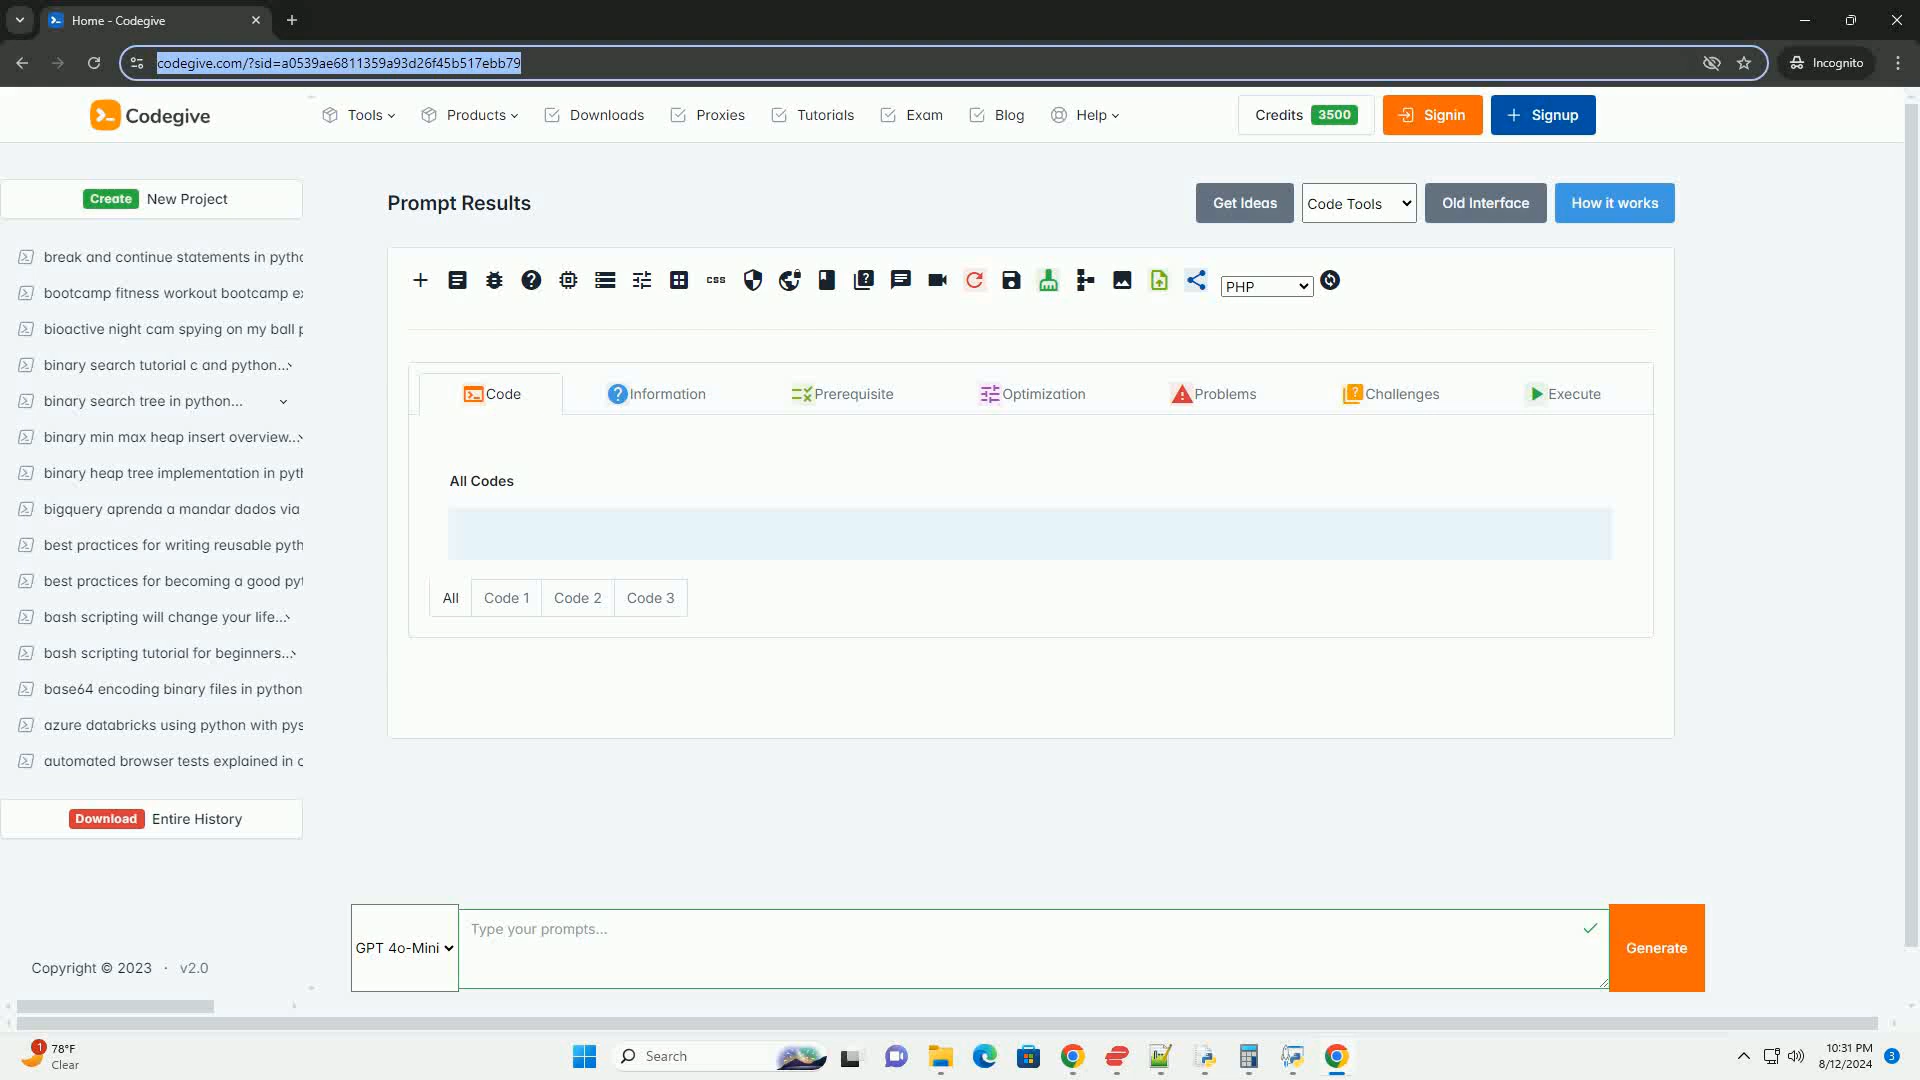 Home - Codegive
codegive.com/?sid=a0539ae6811359a93d26f45b517ebb79
Incognito
Codegive
Tools
Products
Downloads
Proxies
Tutorials
Exam
Blog
Help
Credits 3500
Signin
Signup
Create New Project
break and continue statements in pytho
bootcamp fitness workout bootcamp ex
bioactive night cam spying on my ball p
binary search tutorial c and python...
binary search tree in python...
binary min max heap insert overview...
binary heap tree implementation in pyth
bigquery aprenda a mandar dados via
best practices for writing reusable pyth
best practices for becoming a good pyt
bash scripting will change your life...
bash scripting tutorial for beginners...
base64 encoding binary files in python
azure databricks using python with pys
automated browser tests explained in c
Download Entire History
Copyright © 2023 · v2.0
Prompt Results
Get Ideas
Code Tools
Old Interface
How it works
CSS
PHP
Code
Information
Prerequisite
Optimization
Problems
Challenges
Execute
All Codes
All
Code 1
Code 2
Code 3
GPT 4o-Mini
Type your prompts...
Generate
1
78°F
Clear
Search
10:31 PM
8/12/2024
3